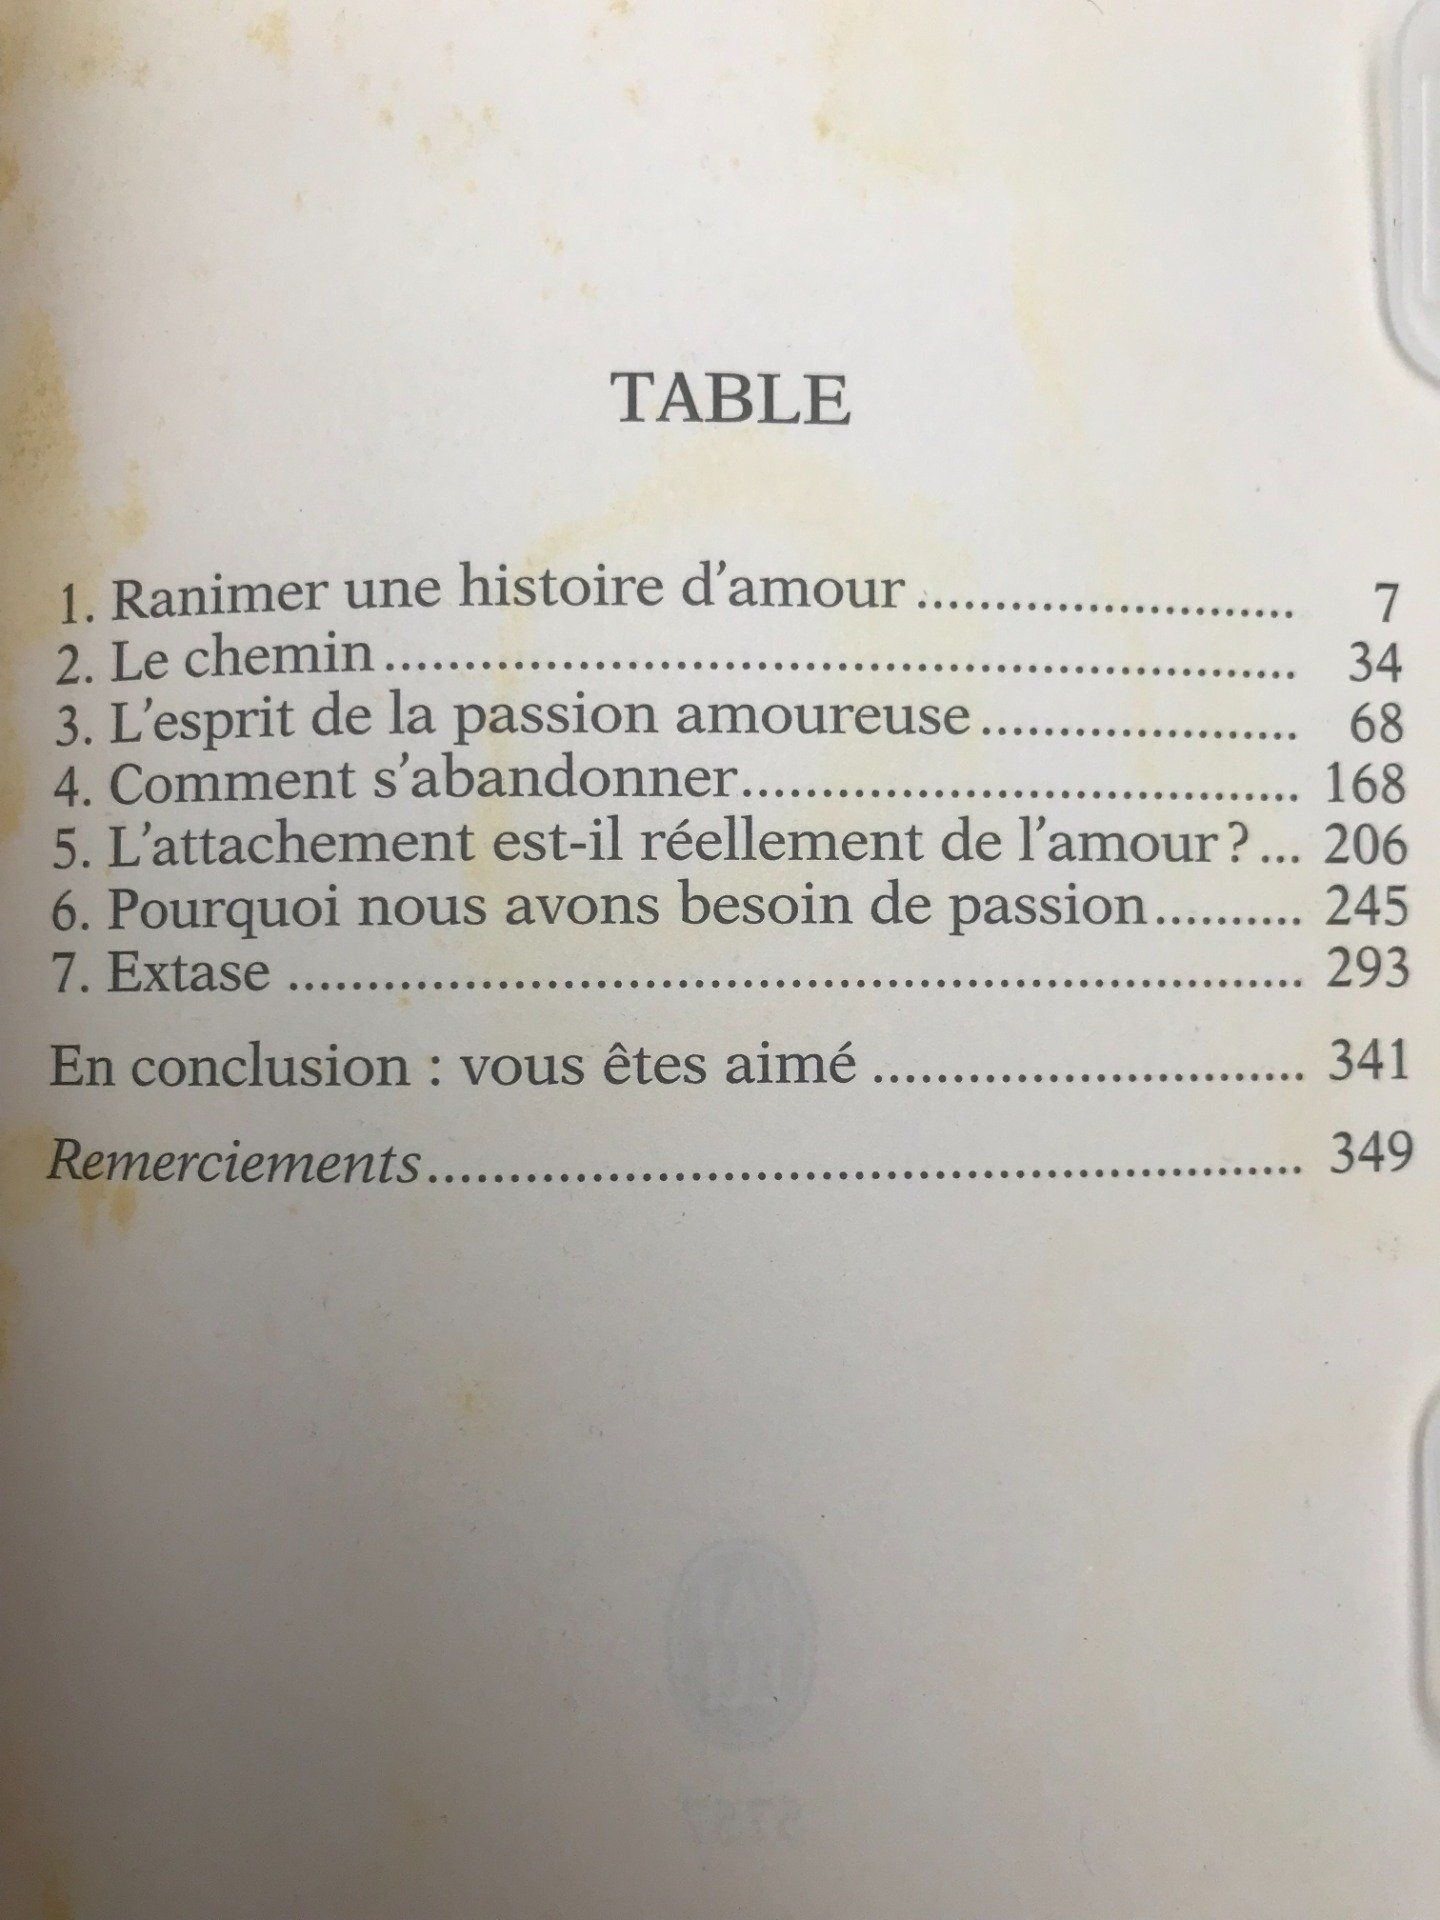 TABLE
1. Ranimer une histoire d'amour ........................ 7
2. Le chemin .......................................................... 34
3. L'esprit de la passion amoureuse .................... 68
4. Comment s'abandonner ................................... 168
5. L'attachement est-il réellement de l'amour ? ... 206
6. Pourquoi nous avons besoin de passion .......... 245
7. Extase ................................................................. 293
En conclusion : vous êtes aimé ............................ 341
Remerciements ........................................................ 349